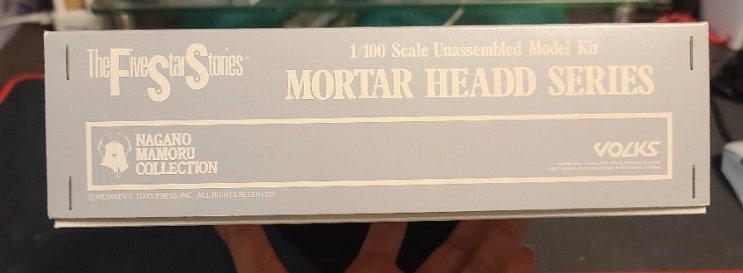 The Five Star Stories
1/100 Scale Unassembled Model Kit
MORTAR HEADD SERIES
NAGANO
MAMORU
COLLECTION
VOLKS
©MCMXCVII TOYS PRESS INC. ALL RIGHTS RESERVED